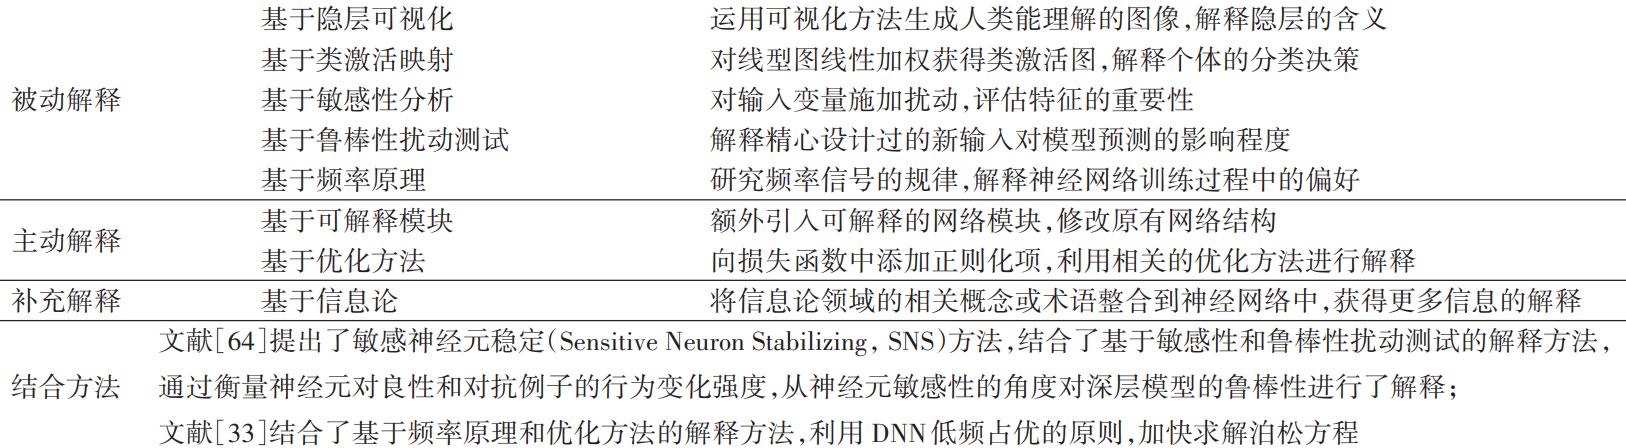 基于隐层可视化 运用可视化方法生成人类能理解的图像,解释隐层的含义
基于类激活映射 对线型图线性加权获得类激活图,解释个体的分类决策
被动解释 基于敏感性分析 对输入变量施加扰动,评估特征的重要性
基于鲁棒性扰动测试 解释精心设计过的新输入对模型预测的影响程度
基于频率原理 研究频率信号的规律,解释神经网络训练过程中的偏好
基于可解释模块 额外引入可解释的网络模块,修改原有网络结构
主动解释
基于优化方法 向损失函数中添加正则化项,利用相关的优化方法进行解释
补充解释 基于信息论 将信息论领域的相关概念或术语整合到神经网络中,获得更多信息的解释
文献[64]提出了敏感神经元稳定(Sensitive Neuron Stabilizing, SNS)方法,结合了基于敏感性和鲁棒性扰动测试的解释方法,
结合方法 通过衡量神经元对良性和对抗例子的行为变化强度,从神经元敏感性的角度对深层模型的鲁棒性进行了解释;
文献[33]结合了基于频率原理和优化方法的解释方法,利用DNN低频占优的原则,加快求解泊松方程